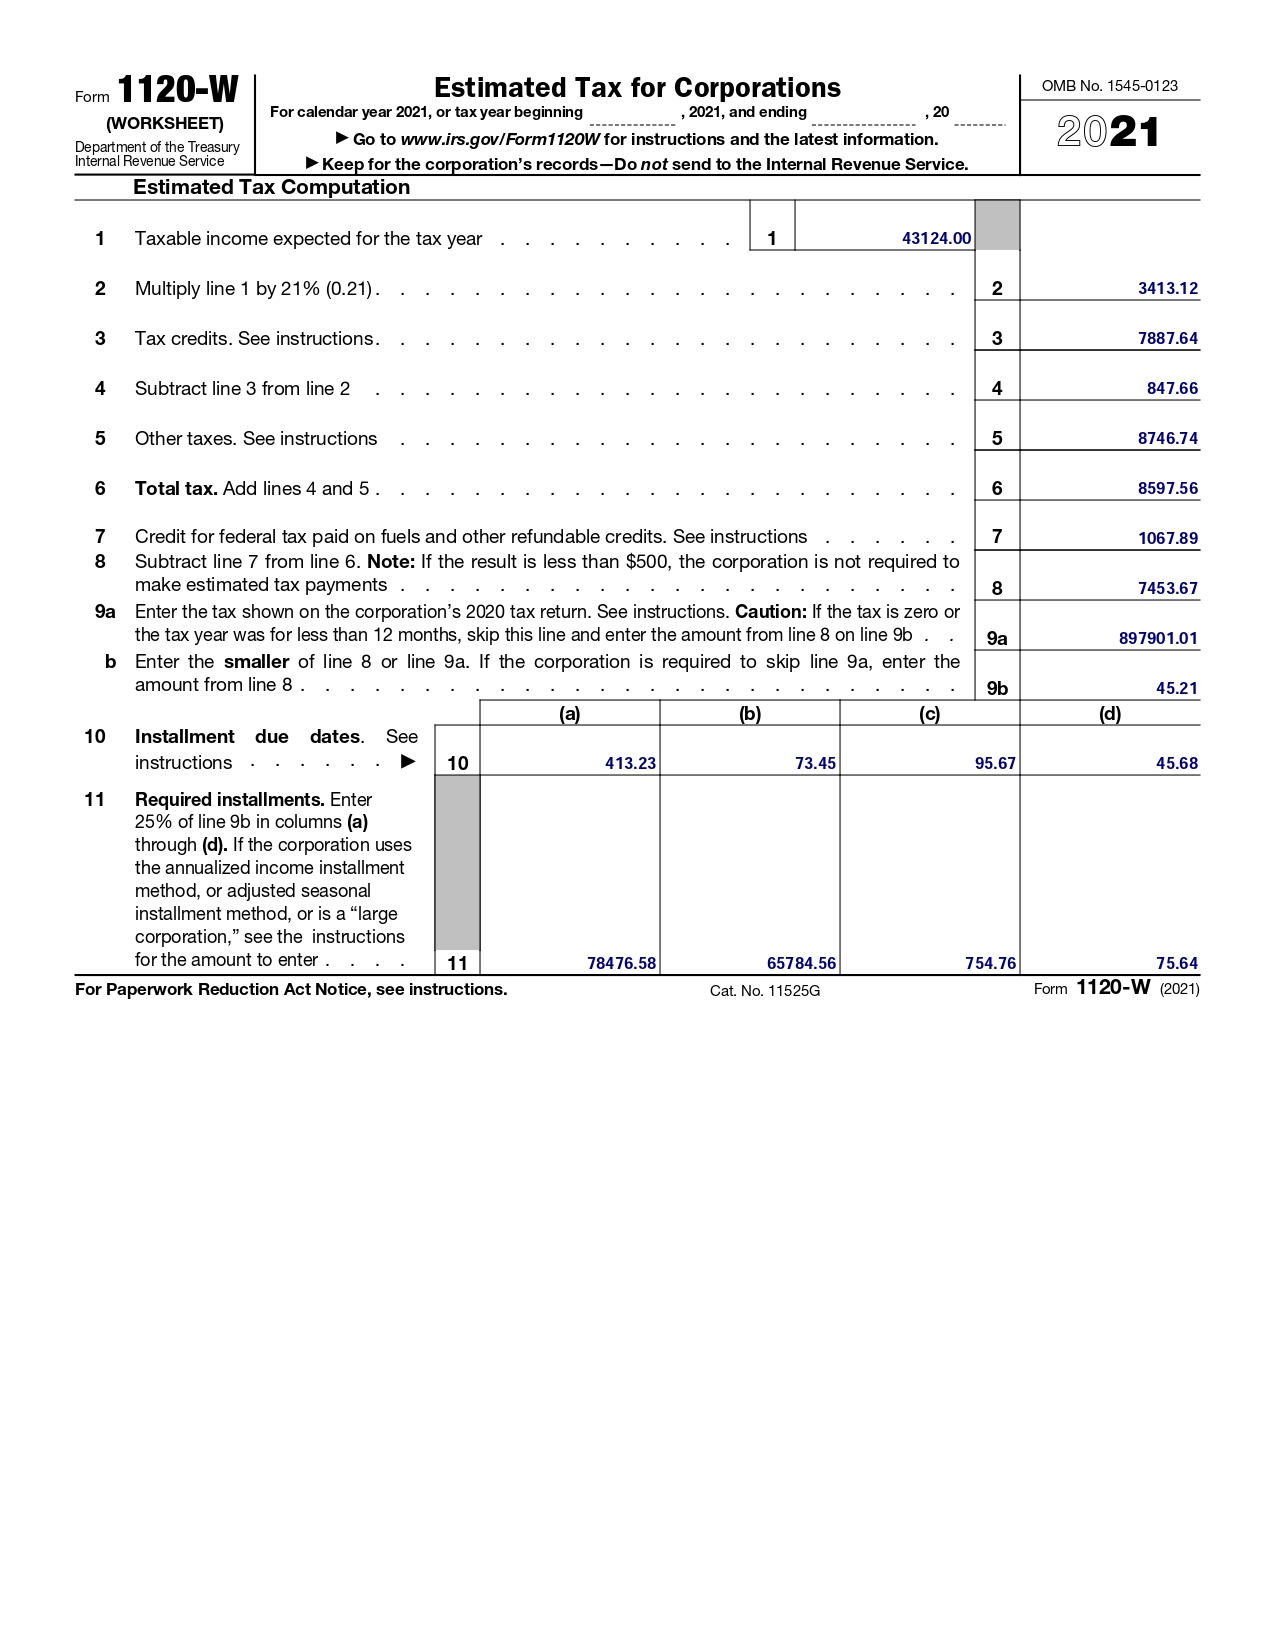 Form 1120-W
(WORKSHEET)
Department of the Treasury
Internal Revenue Service
Estimated Tax for Corporations
For calendar year 2021, or tax year beginning , 2021, and ending , 20
▶ Go to www.irs.gov/Form1120W for instructions and the latest information.
▶ Keep for the corporation's records—Do not send to the Internal Revenue Service.
OMB No. 1545-0123
2021
Estimated Tax Computation
1 Taxable income expected for the tax year . . . . . . . . . . 1 43124.00
2 Multiply line 1 by 21% (0.21) . . . . . . . . . . . . . . . . . . . . . . . . 2 3413.12
3 Tax credits. See instructions . . . . . . . . . . . . . . . . . . . . . . . . 3 7887.64
4 Subtract line 3 from line 2 . . . . . . . . . . . . . . . . . . . . . . . . 4 847.66
5 Other taxes. See instructions . . . . . . . . . . . . . . . . . . . . . . . 5 8746.74
6 Total tax. Add lines 4 and 5 . . . . . . . . . . . . . . . . . . . . . . . . 6 8597.56
7 Credit for federal tax paid on fuels and other refundable credits. See instructions . . . . . . 7 1067.89
8 Subtract line 7 from line 6. Note: If the result is less than $500, the corporation is not required to
make estimated tax payments . . . . . . . . . . . . . . . . . . . . . . . 8 7453.67
9a Enter the tax shown on the corporation's 2020 tax return. See instructions. Caution: If the tax is zero or
the tax year was for less than 12 months, skip this line and enter the amount from line 8 on line 9b . . 9a 897901.01
b Enter the smaller of line 8 or line 9a. If the corporation is required to skip line 9a, enter the
amount from line 8 . . . . . . . . . . . . . . . . . . . . . . . . . . . 9b 45.21
(a) (b) (c) (d)
10 Installment due dates. See
instructions . . . . . . ▶ 10 413.23 73.45 95.67 45.68
11 Required installments. Enter
25% of line 9b in columns (a)
through (d). If the corporation uses
the annualized income installment
method, or adjusted seasonal
installment method, or is a “large
corporation,” see the instructions
for the amount to enter . . . . 11 78476.58 65784.56 754.76 75.64
For Paperwork Reduction Act Notice, see instructions. Cat. No. 11525G Form 1120-W (2021)